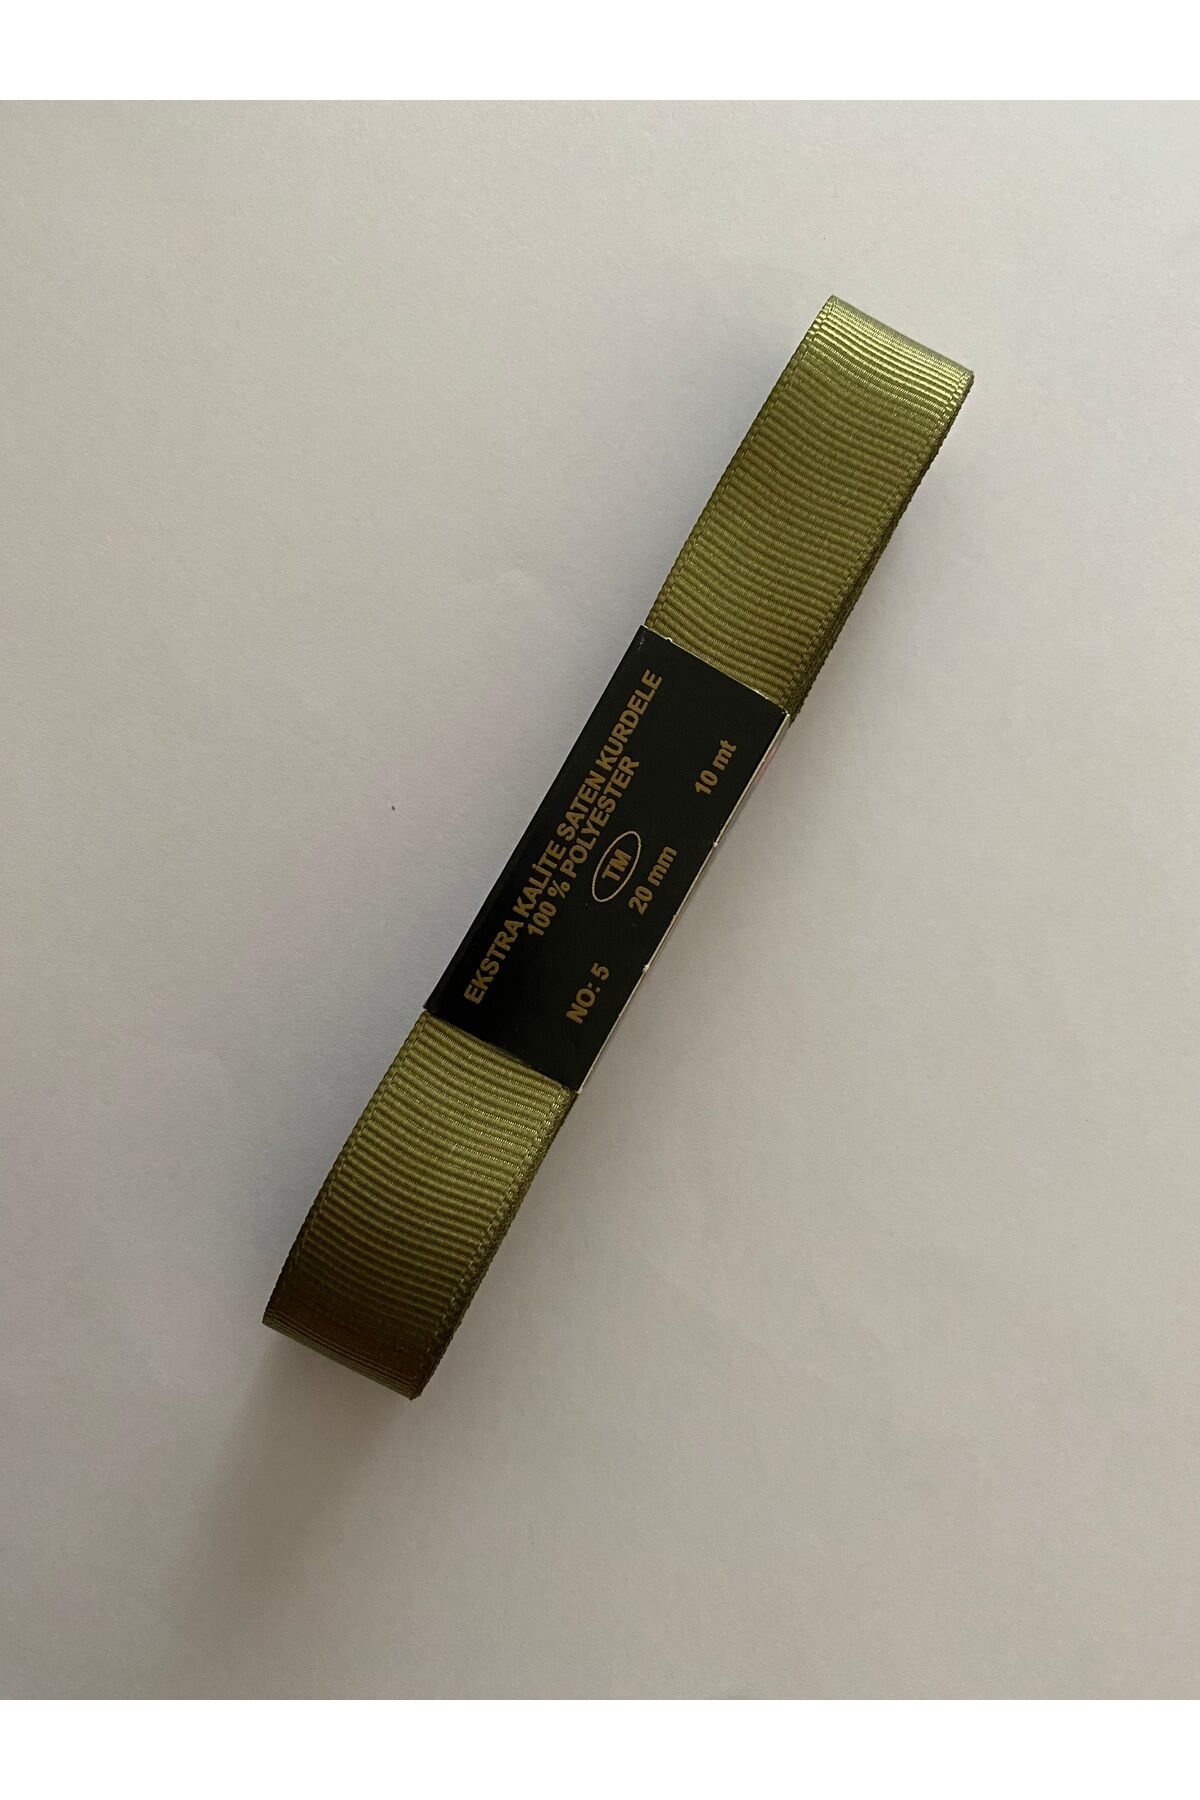 EKSTRA KALİTE SATEN KURDELE
100 % POLYESTER
TM
NO: 5 20 mm 10 mt